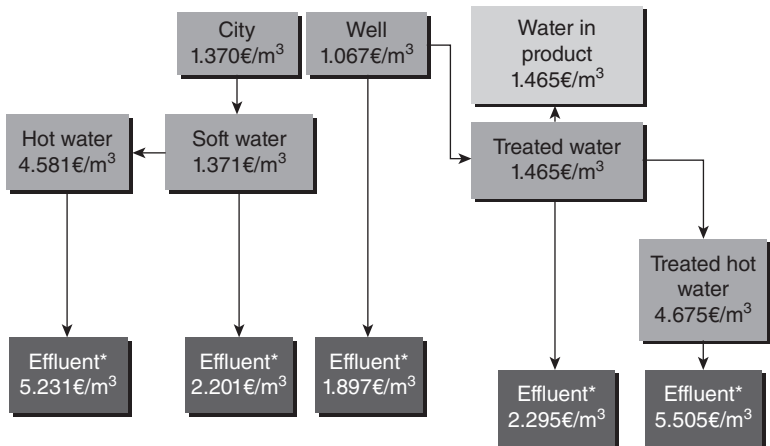 City
1.370€/m³
Well
1.067€/m³
Water in
product
1.465€/m³
Hot water
4.581€/m³
Soft water
1.371€/m³
Treated water
1.465€/m³
Treated hot
water
4.675€/m³
Effluent*
5.231€/m³
Effluent*
2.201€/m³
Effluent*
1.897€/m³
Effluent*
2.295€/m³
Effluent*
5.505€/m³